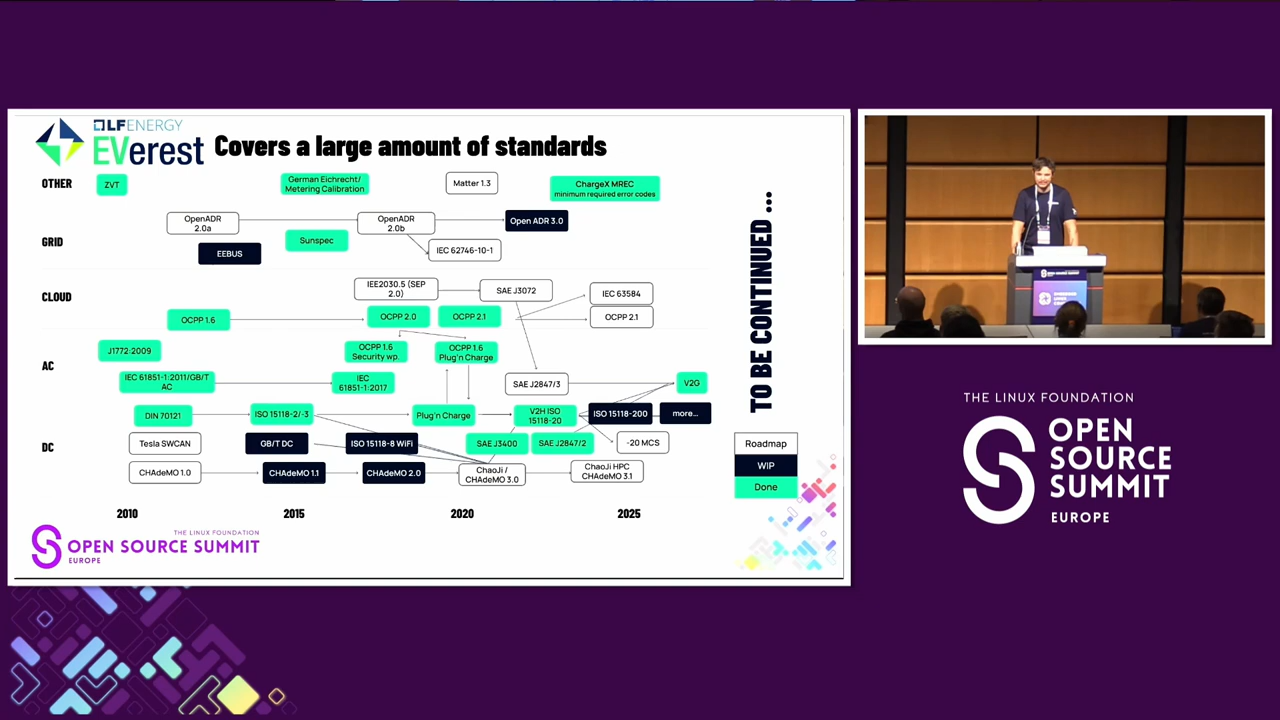 LFENERGY
EVerest
Covers a large amount of standards
OTHER
ZVT
German Eichrecht/
Metering Calibration
Matter 1.3
ChargeX MREC
minimum required error codes
GRID
OpenADR
2.0a
OpenADR
2.0b
Open ADR 3.0
EEBUS
Sunspec
IEC 62746-10-1
CLOUD
IEE2030.5 (SEP
2.0)
SAE J3072
IEC 63584
OCPP 1.6
OCPP 2.0
OCPP 2.1
OCPP 2.1
AC
J1772:2009
OCPP 1.6
Security wp.
OCPP 1.6
Plug'n Charge
IEC 61851-1:2011/GB/T
AC
IEC
61851-1:2017
SAE J2847/3
V2G
DIN 70121
ISO 15118-2/-3
Plug'n Charge
V2H ISO
15118-20
ISO 15118-200
more...
DC
Tesla SWCAN
GB/T DC
ISO 15118-8 WiFi
SAE J3400
SAE J2847/2
-20 MCS
CHAdeMO 1.0
CHAdeMO 1.1
CHAdeMO 2.0
ChaoJi /
CHAdeMO 3.0
ChaoJi HPC
CHAdeMO 3.1
2010
2015
2020
2025
TO BE CONTINUED ...
Roadmap
WIP
Done
THE LINUX FOUNDATION
OPEN SOURCE SUMMIT
EUROPE
THE LINUX FOUNDATION
OPEN
SOURCE
SUMMIT
EUROPE